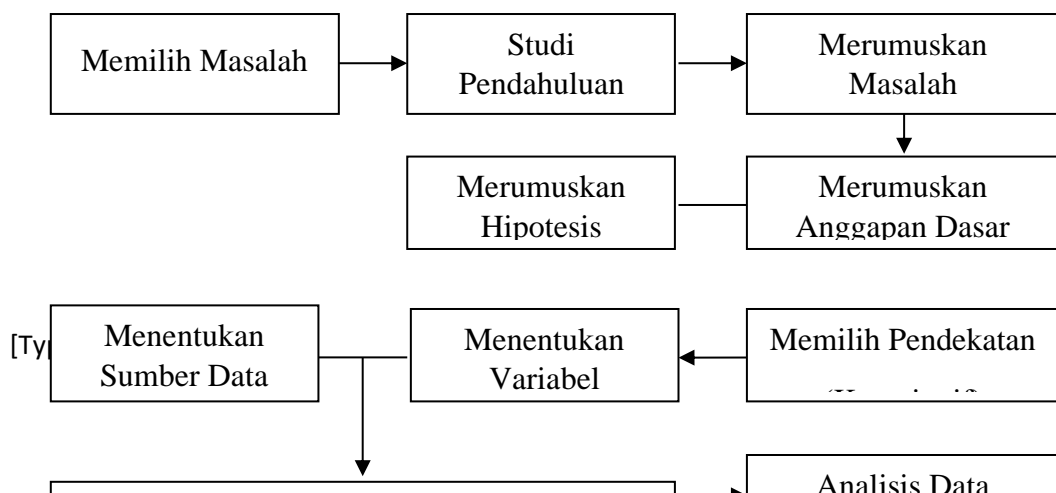 Memilih Masalah
Studi
Pendahuluan
Merumuskan
Masalah
Merumuskan
Hipotesis
Merumuskan
Anggapan Dasar
[Ty
Menentukan
Sumber Data
Menentukan
Variabel
Memilih Pendekatan
Analisis Data